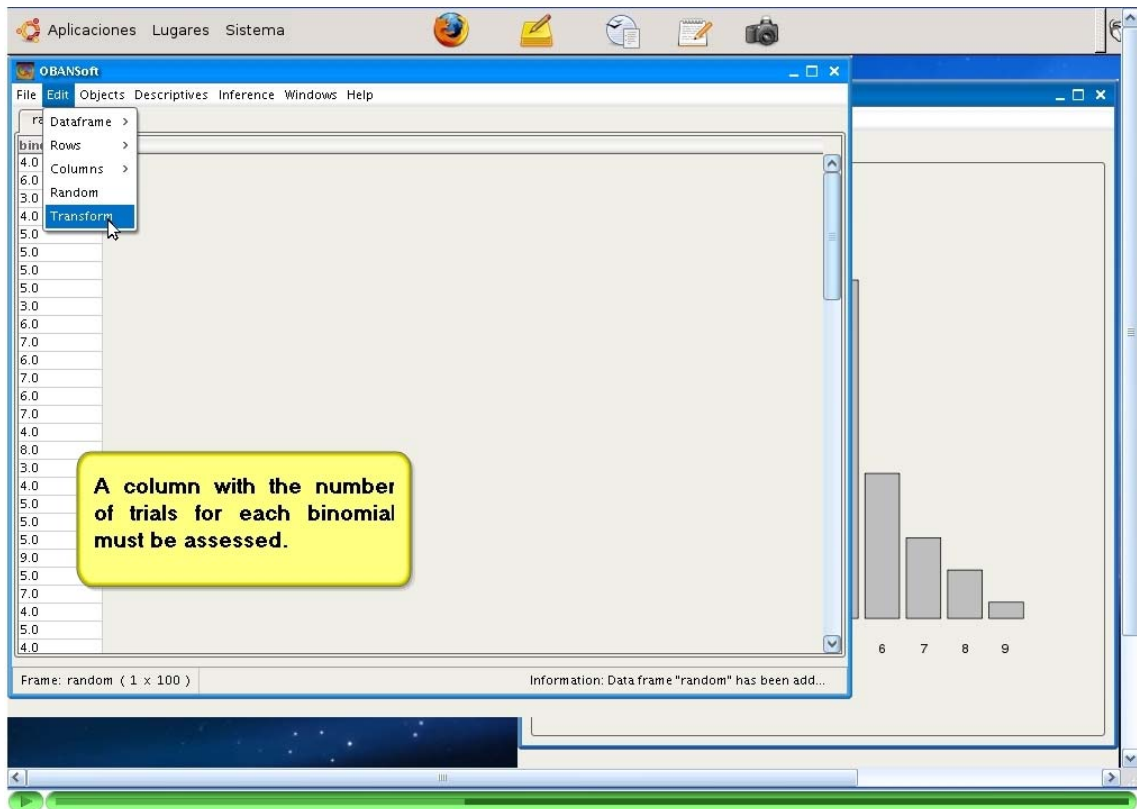 Aplicaciones Lugares Sistema
OBANSoft
File Edit Objects Descriptives Inference Windows Help
Dataframe >
Rows >
Columns >
Random
Transform
4.0
6.0
3.0
4.0
5.0
5.0
5.0
5.0
3.0
6.0
7.0
6.0
7.0
6.0
7.0
4.0
8.0
3.0
4.0
5.0
5.0
5.0
9.0
5.0
7.0
4.0
5.0
4.0
A column with the number
of trials for each binomial
must be assessed.
6 7 8 9
Frame: random ( 1 x 100 )
Information: Data frame "random" has been add...